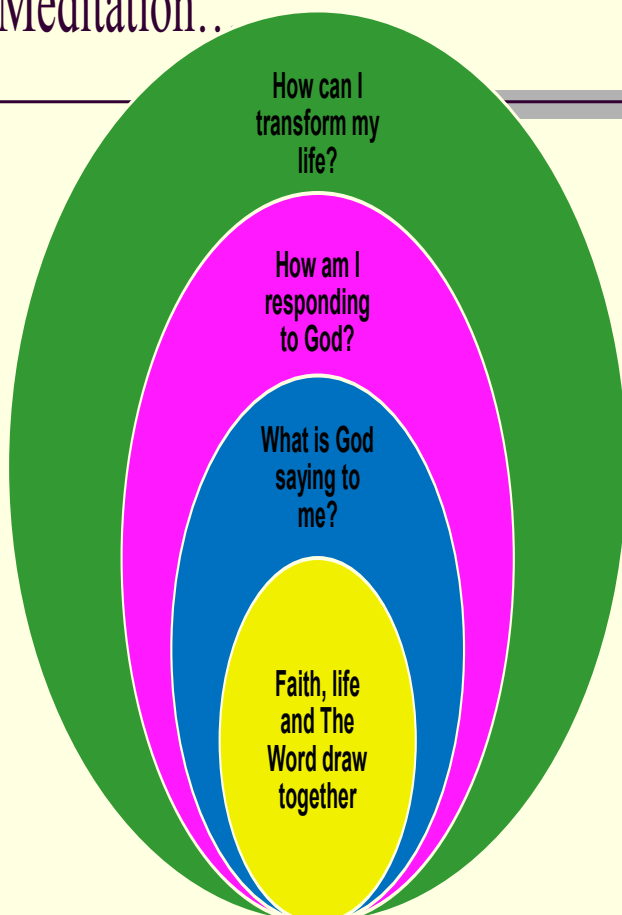 Meditation…
How can I
transform my
life?
How am I
responding
to God?
What is God
saying to
me?
Faith, life
and The
Word draw
together